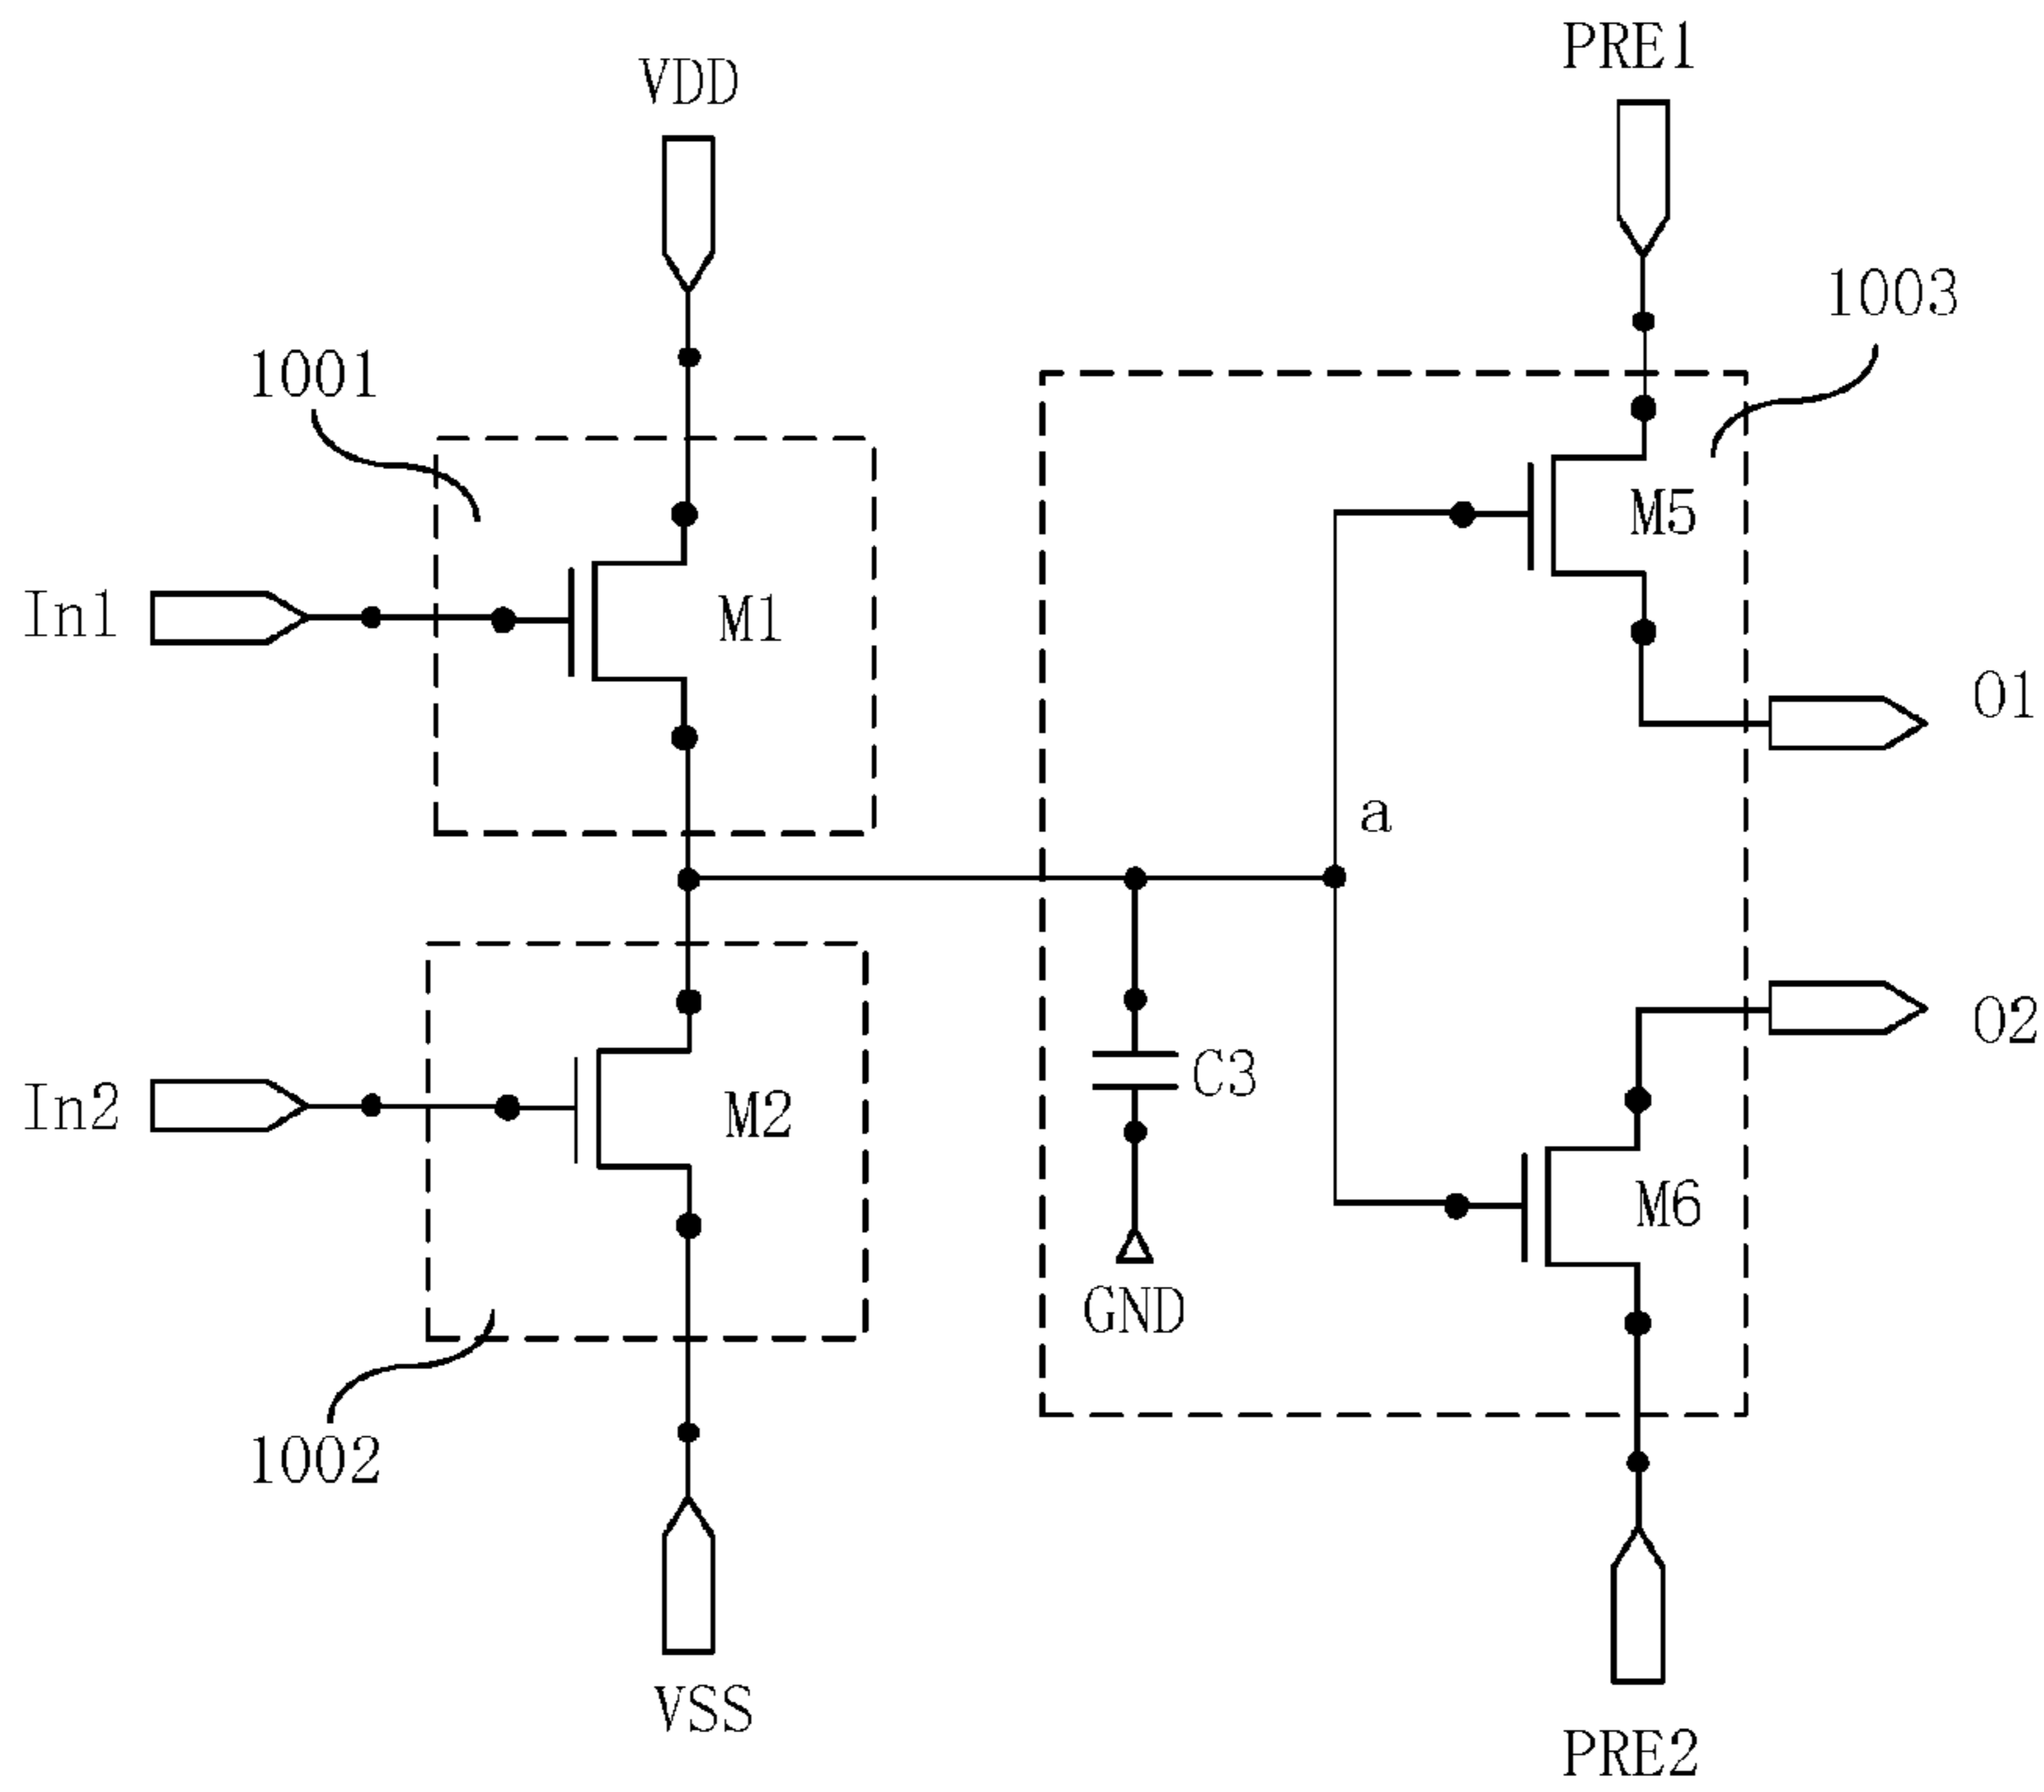 PRE1
VDD
1003
1001
M5
In1
M1
O1
a
O2
C3
In2
M2
M6
GND
1002
VSS
PRE2